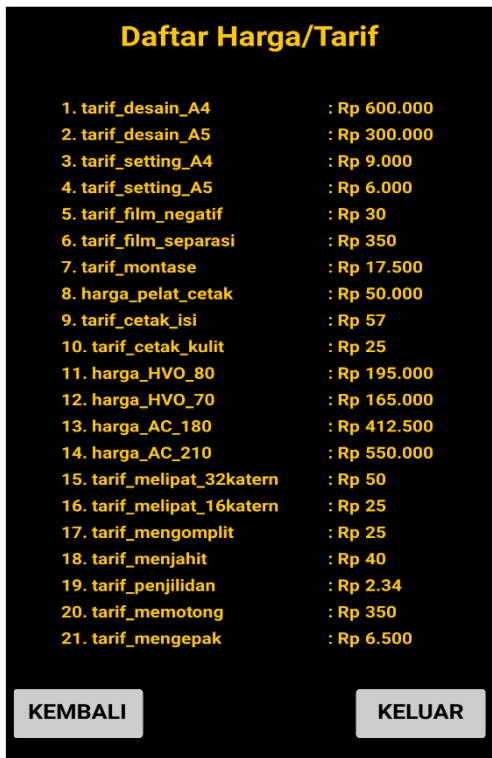 Daftar Harga/Tarif
1. tarif_desain_A4 : Rp 600.000
2. tarif_desain_A5 : Rp 300.000
3. tarif_setting_A4 : Rp 9.000
4. tarif_setting_A5 : Rp 6.000
5. tarif_film_negatif : Rp 30
6. tarif_film_separasi : Rp 350
7. tarif_montase : Rp 17.500
8. harga_pelat_cetak : Rp 50.000
9. tarif_cetak_isi : Rp 57
10. tarif_cetak_kulit : Rp 25
11. harga_HVO_80 : Rp 195.000
12. harga_HVO_70 : Rp 165.000
13. harga_AC_180 : Rp 412.500
14. harga_AC_210 : Rp 550.000
15. tarif_melipat_32katern : Rp 50
16. tarif_melipat_16katern : Rp 25
17. tarif_mengomplit : Rp 25
18. tarif_menjahit : Rp 40
19. tarif_penjilidan : Rp 2.34
20. tarif_memotong : Rp 350
21. tarif_mengepak : Rp 6.500
KEMBALI KELUAR